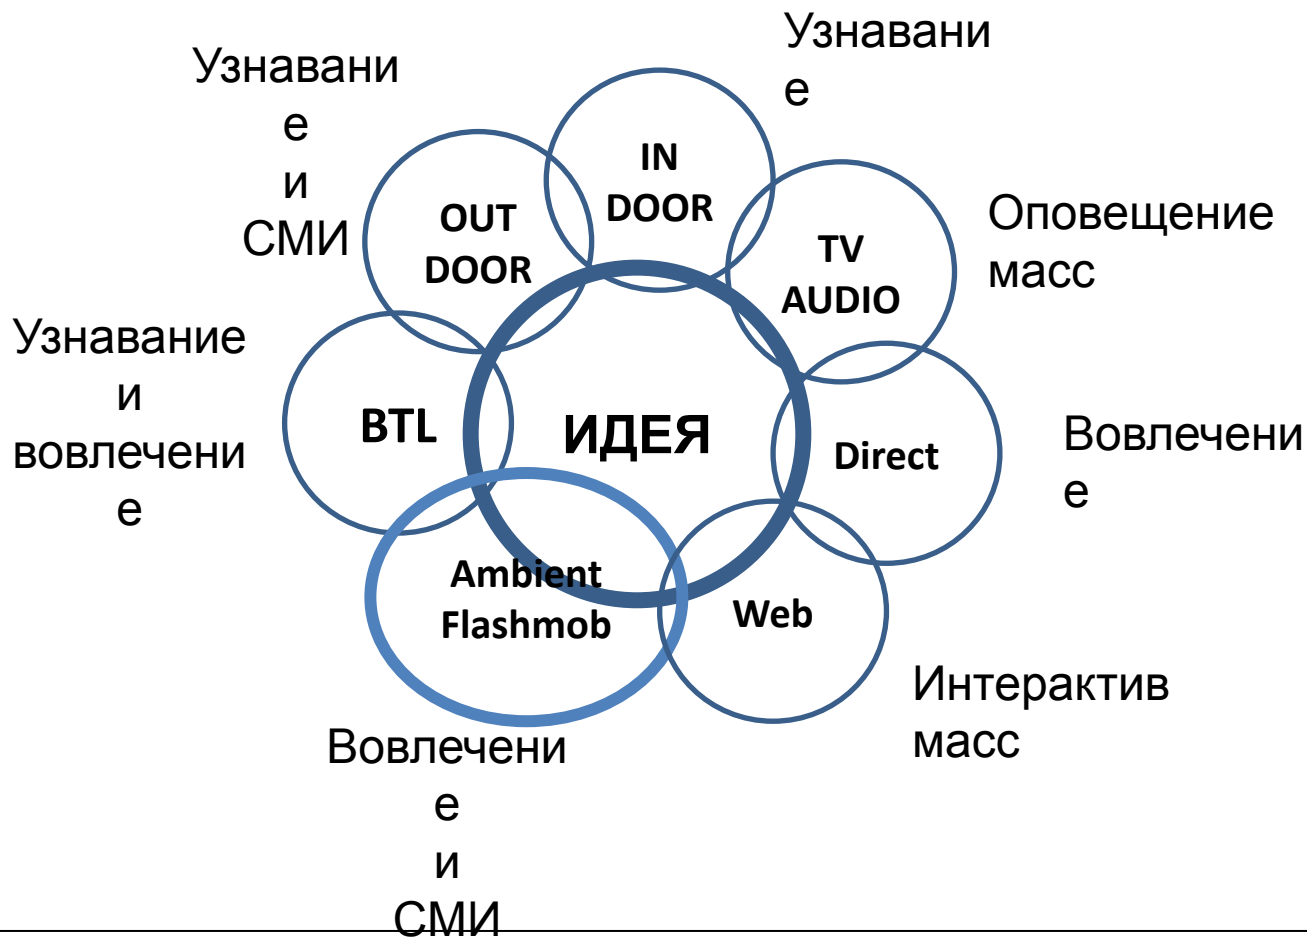 Узнавани
е
Узнавани
е
и
СМИ
IN
DOOR
OUT
DOOR
TV
AUDIO
Оповещение
масс
Узнавание
и
вовлечени
е
BTL
ИДЕЯ
Direct
Вовлечени
е
Ambient
Flashmob
Web
Интерактив
масс
Вовлечени
е
и
СМИ